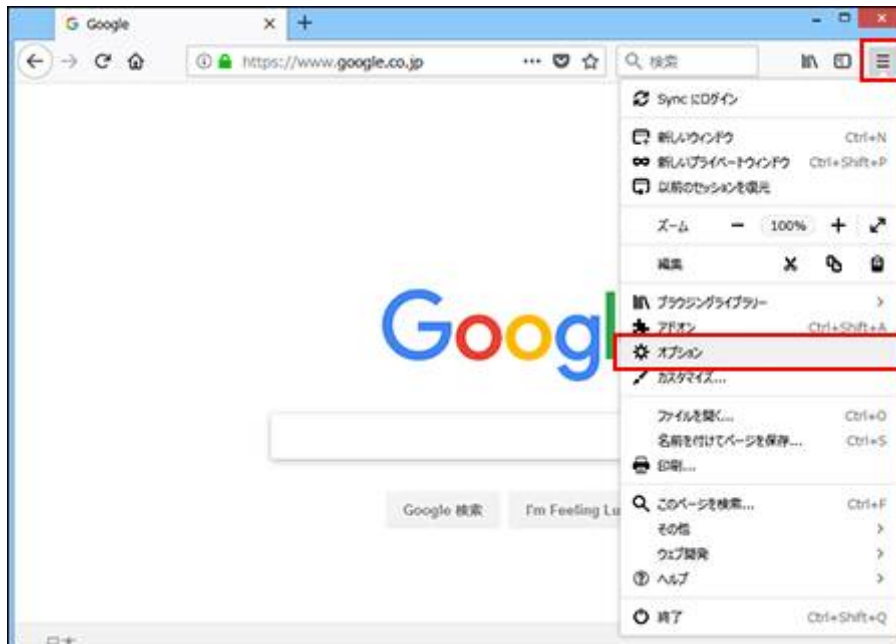 G Google
https://www.google.co.jp
検索
Sync にログイン
新しいウィンドウ Ctrl+N
新しいプライベートウィンドウ Ctrl+Shift+P
以前のセッションを復元
ズーム 100%
編集
ブラウジングライブラリー
アドオン Ctrl+Shift+A
オプション
カスタマイズ...
ファイルを開く... Ctrl+O
名前を付けてページを保存... Ctrl+S
印刷...
このページを検索... Ctrl+F
その他
ウェブ開発
ヘルプ
終了 Ctrl+Shift+Q
Googl
Google 検索 I'm Feeling Lu
日本